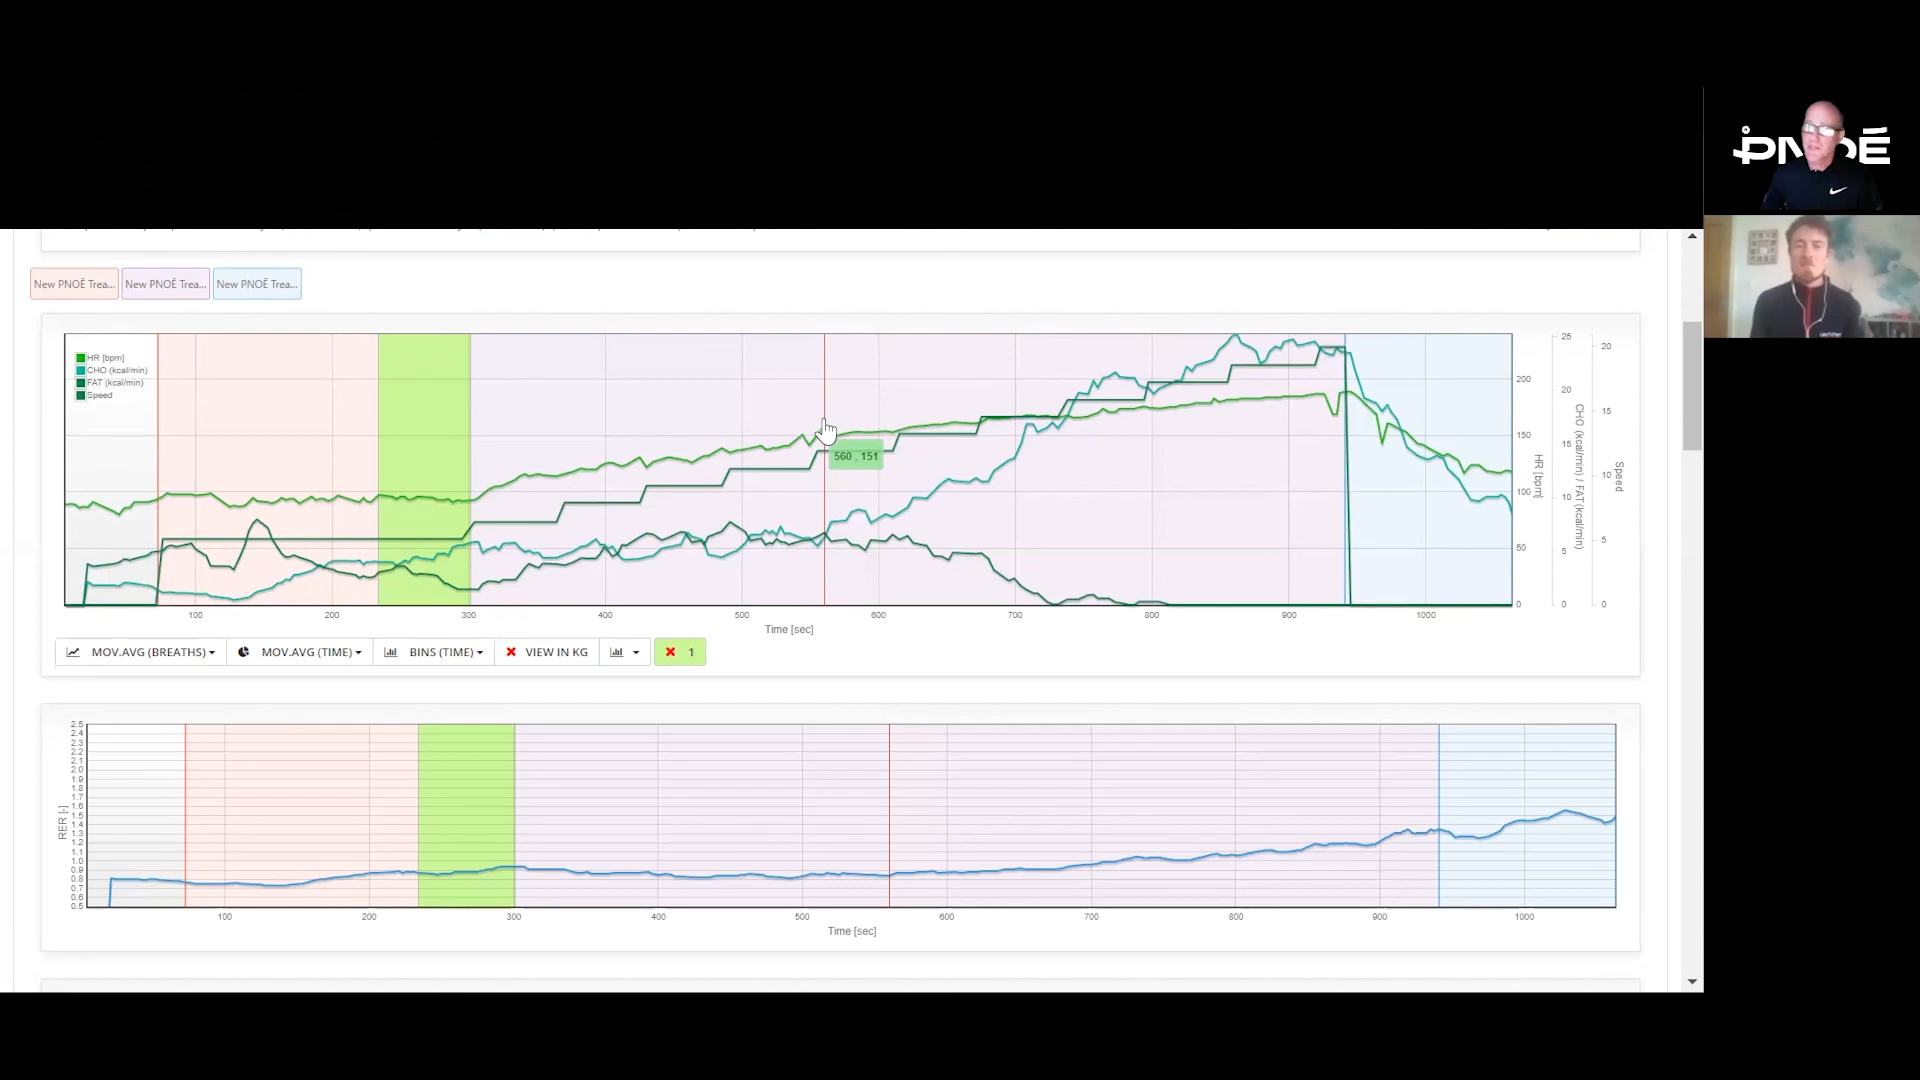 PNOĒ
New PNOĒ Trea... New PNOĒ Trea... New PNOĒ Trea...
HR [bpm]
CHO (kcal/min)
FAT (kcal/min)
Speed
560 , 151
200
150
100
50
0
HR [bpm]
25
20
15
10
5
0
CHO (kcal/min) / FAT (kcal/min)
20
15
10
5
0
Speed
100 200 300 400 500 600 700 800 900 1000
Time [sec]
MOV.AVG (BREATHS) MOV.AVG (TIME) BINS (TIME) VIEW IN KG 1
2.5
2.4
2.3
2.2
2.1
2.0
1.9
1.8
1.7
1.6
1.5
1.4
1.3
1.2
1.1
1.0
0.9
0.8
0.7
0.6
0.5
RER [-]
100 200 300 400 500 600 700 800 900 1000
Time [sec]